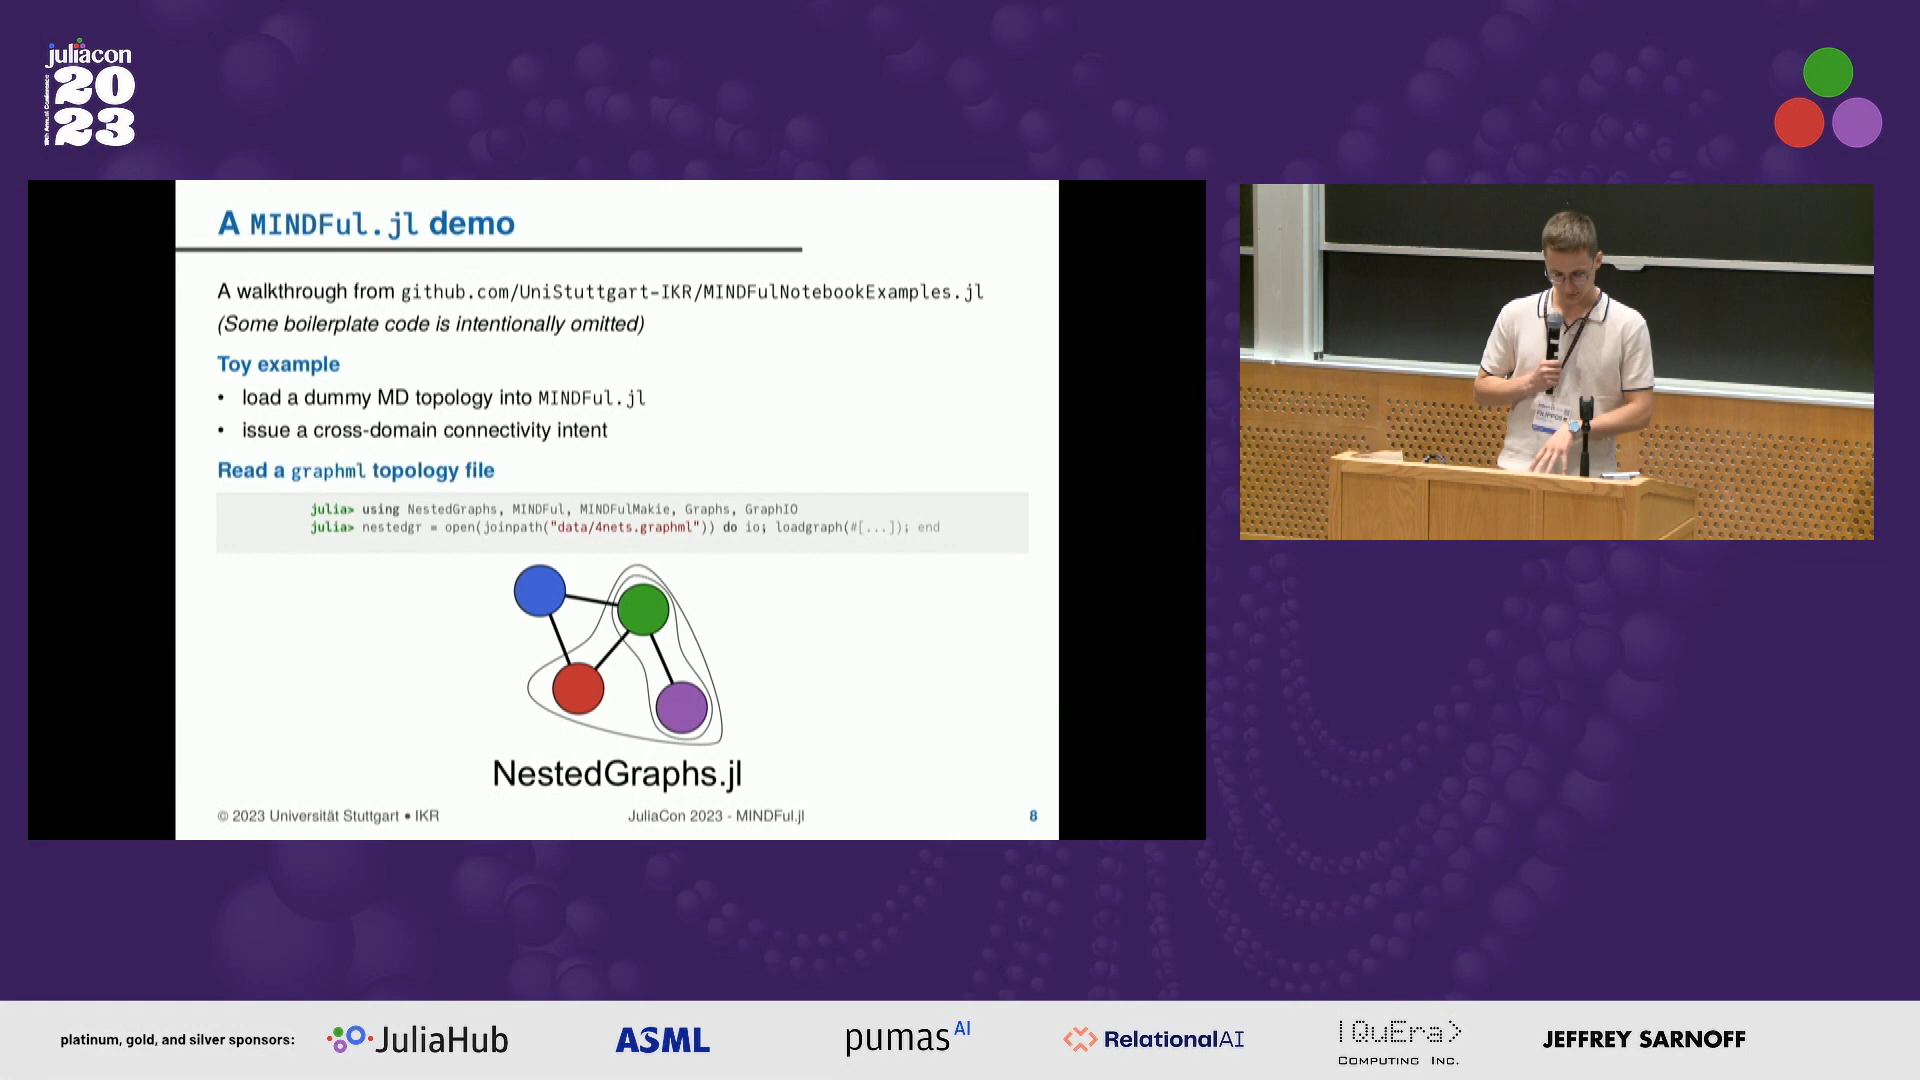 juliacon
2023
A MINDFul.jl demo
A walkthrough from github.com/UniStuttgart-IKR/MINDFulNotebookExamples.jl
(Some boilerplate code is intentionally omitted)
Toy example
• load a dummy MD topology into MINDFul.jl
• issue a cross-domain connectivity intent
Read a graphml topology file
julia> using NestedGraphs, MINDFul, MINDFulMakie, Graphs, GraphIO
julia> nestedgr = open(joinpath("data/4nets.graphml")) do io; loadgraph(#[...]); end
NestedGraphs.jl
© 2023 Universität Stuttgart • IKR
JuliaCon 2023 - MINDFul.jl
8
FILIPPOS
platinum, gold, and silver sponsors:
JuliaHub
ASML
pumasAI
RelationalAI
|QuEra>
COMPUTING INC.
JEFFREY SARNOFF